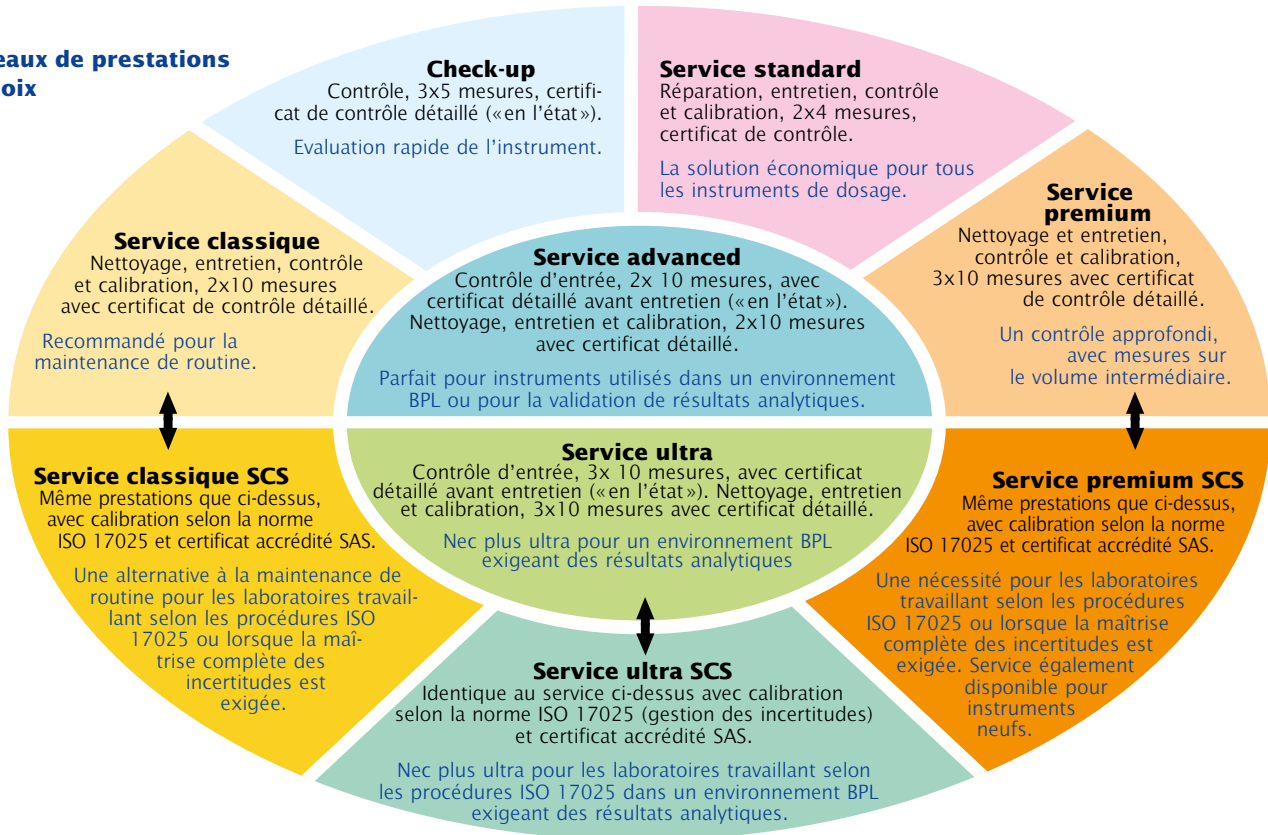 eaux de prestations
oix
Check-up
Contrôle, 3x5 mesures, certifi-
cat de contrôle détaillé («en l'état»).
Evaluation rapide de l'instrument.
Service standard
Réparation, entretien, contrôle
et calibration, 2x4 mesures,
certificat de contrôle.
La solution économique pour tous
les instruments de dosage.
Service classique
Nettoyage, entretien, contrôle
et calibration, 2x10 mesures
avec certificat de contrôle détaillé.
Recommandé pour la
maintenance de routine.
Service advanced
Contrôle d'entrée, 2x 10 mesures, avec
certificat détaillé avant entretien («en l'état»).
Nettoyage, entretien et calibration, 2x10 mesures
avec certificat détaillé.
Parfait pour instruments utilisés dans un environnement
BPL ou pour la validation de résultats analytiques.
Service
premium
Nettoyage et entretien,
contrôle et calibration,
3x10 mesures avec certificat
de contrôle détaillé.
Un contrôle approfondi,
avec mesures sur
le volume intermédiaire.
Service classique SCS
Même prestations que ci-dessus,
avec calibration selon la norme
ISO 17025 et certificat accrédité SAS.
Une alternative à la maintenance de
routine pour les laboratoires travail-
lant selon les procédures ISO
17025 ou lorsque la maî-
trise complète des
incertitudes est
exigée.
Service ultra
Contrôle d'entrée, 3x 10 mesures, avec certificat
détaillé avant entretien («en l'état»). Nettoyage, entretien
et calibration, 3x10 mesures avec certificat détaillé.
Nec plus ultra pour un environnement BPL
exigeant des résultats analytiques
Service premium SCS
Même prestations que ci-dessus,
avec calibration selon la norme
ISO 17025 et certificat accrédité SAS.
Une nécessité pour les laboratoires
travaillant selon les procédures
ISO 17025 ou lorsque la maîtrise
complète des incertitudes est
exigée. Service également
disponible pour
instruments
neufs.
Service ultra SCS
Identique au service ci-dessus avec calibration
selon la norme ISO 17025 (gestion des incertitudes)
et certificat accrédité SAS.
Nec plus ultra pour les laboratoires travaillant selon
les procédures ISO 17025 dans un environnement BPL
exigeant des résultats analytiques.